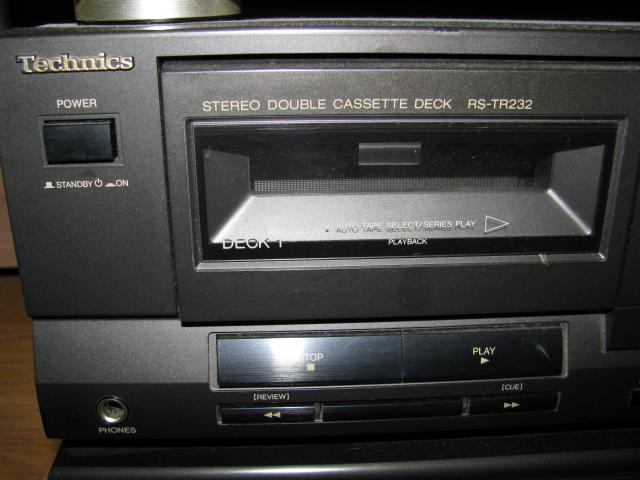 Technics
POWER
STANDBY ON
STEREO DOUBLE CASSETTE DECK RS-TR232
• AUTO TAPE SELECT/SERIES PLAY
DECK 1
PLAYBACK
STOP
PLAY
[REVIEW]
[CUE]
PHONES